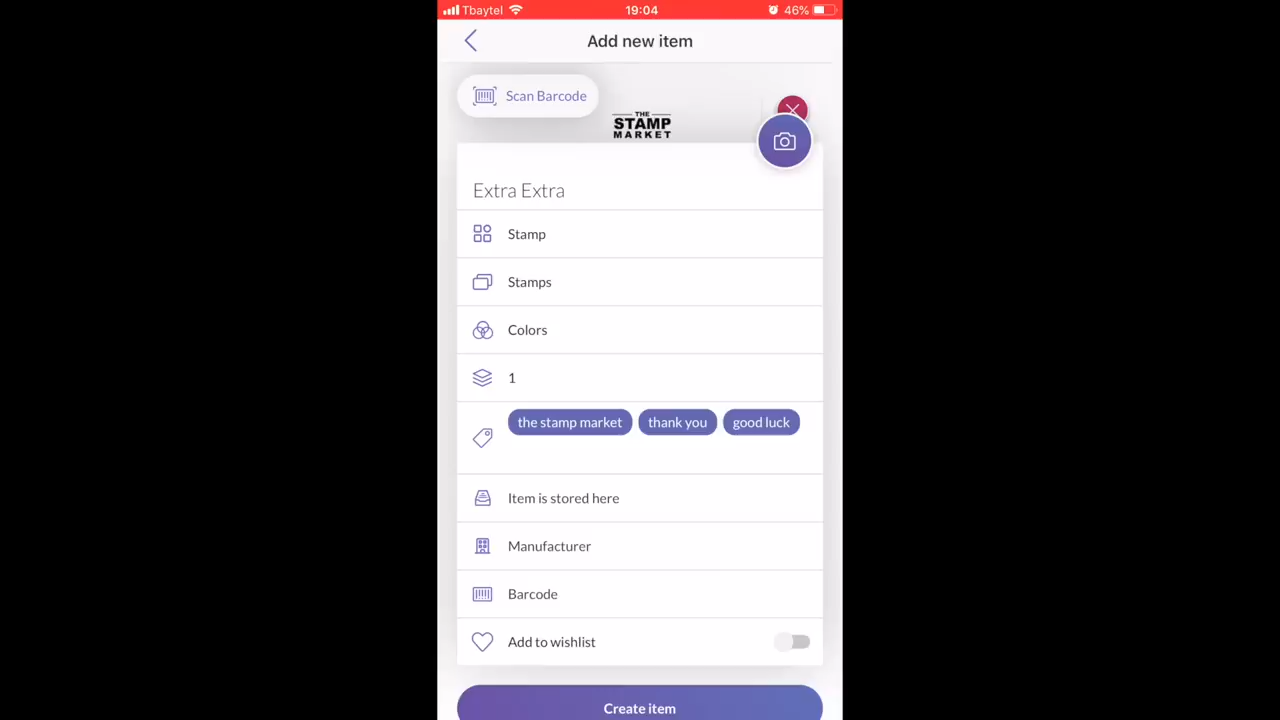 Tbaytel 19:04 46%
Add new item
Scan Barcode
THE
STAMP
MARKET
Extra Extra
Stamp
Stamps
Colors
1
the stamp market thank you good luck
Item is stored here
Manufacturer
Barcode
Add to wishlist
Create item